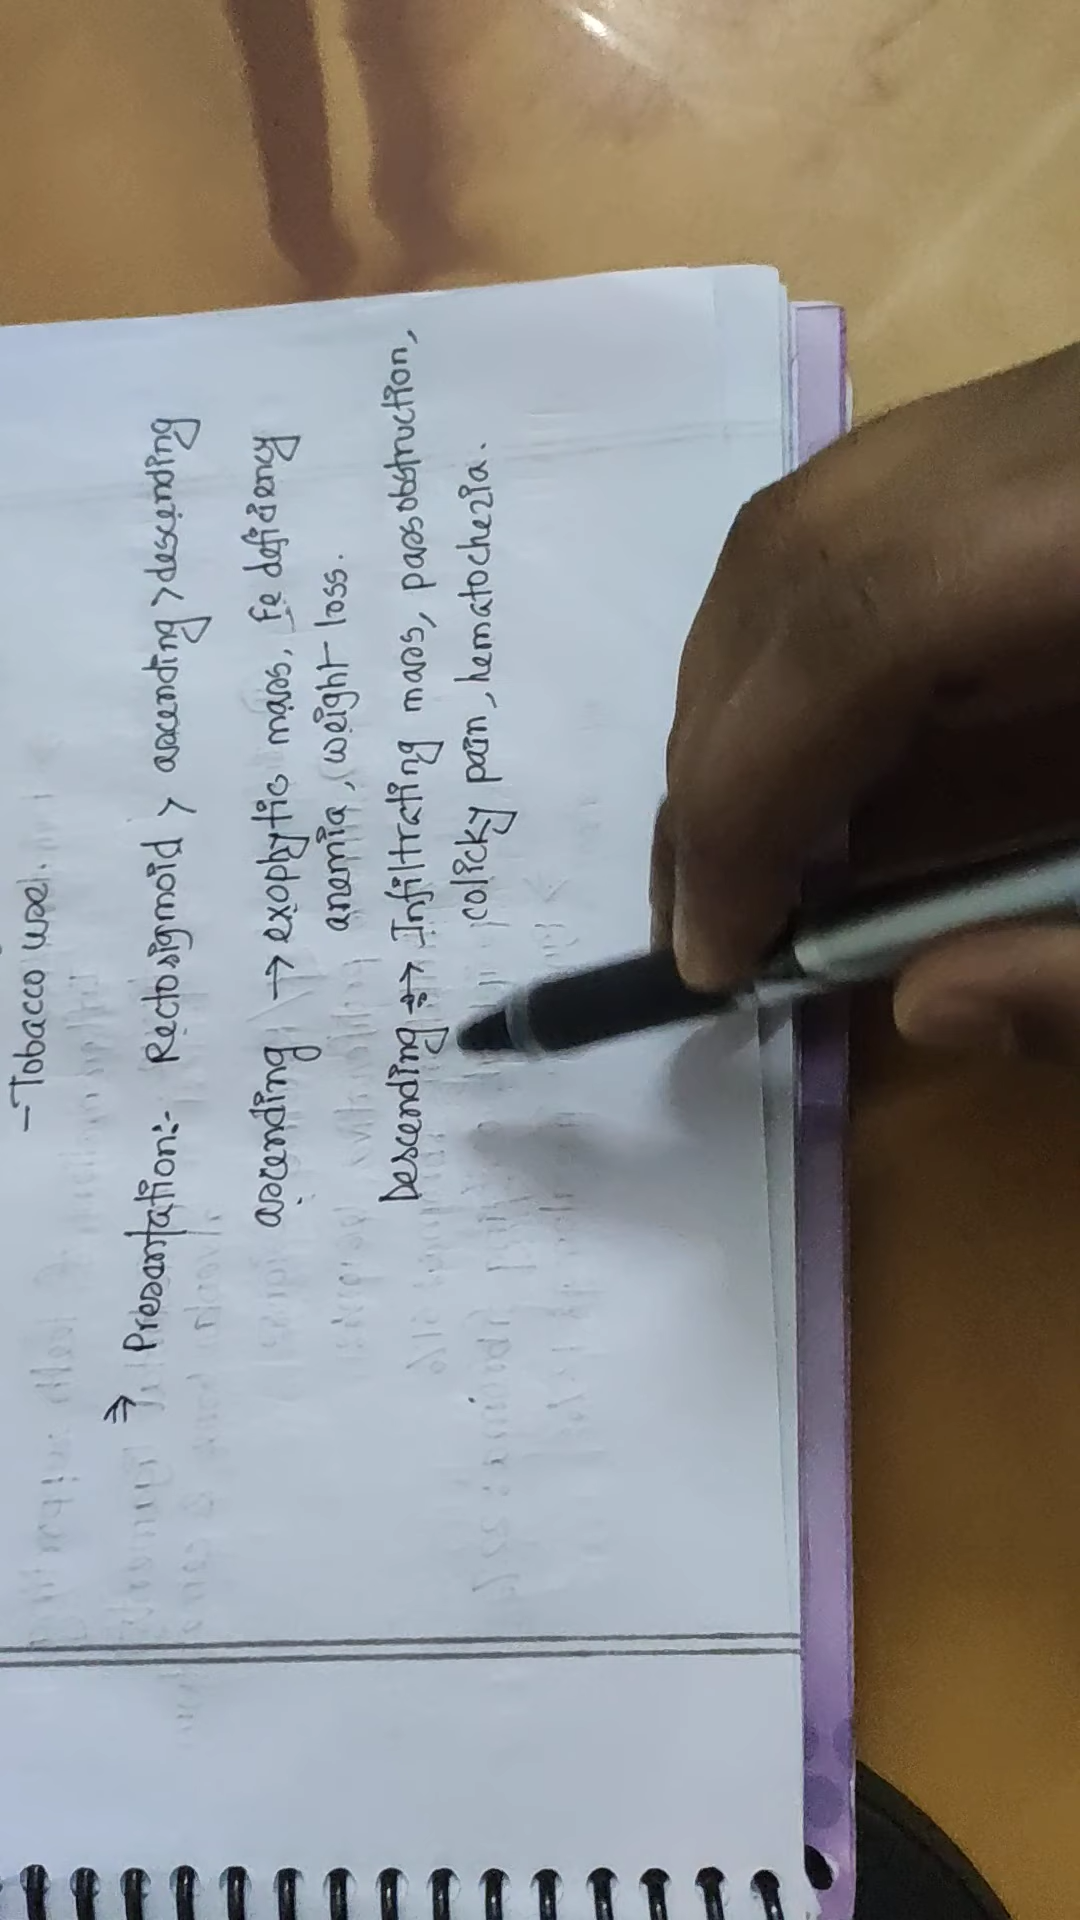 - Tobacco use.
⇒ Presentation:- Rectosigmoid > ascending > descending
ascending → exophytic mass, Fe deficiency
anemia, weight loss.
Descending → Infiltrating mass, pass obstruction,
colicky pain, hematochezia.